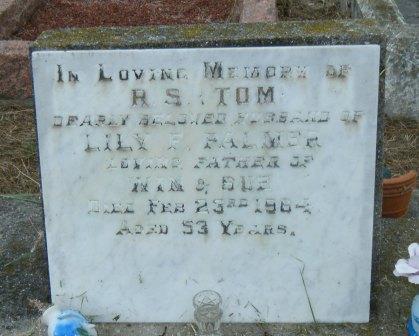 IN LOVING MEMORY OF
R. S. (TOM)
DEARLY BELOVED HUSBAND OF
LILY F. PALMER
LOVING FATHER OF
WIN & SUE
DIED FEB 23RD 1964
AGED 53 YEARS.